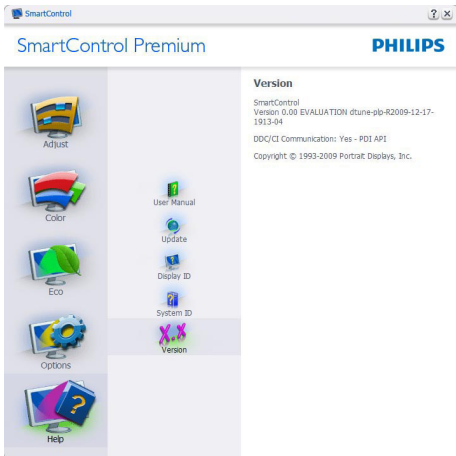 SmartControl
SmartControl Premium
PHILIPS
Adjust
Color
Eco
Options
Help
User Manual
Update
Display ID
System ID
X.X
Version
Version
SmartControl
Version 0.00 EVALUATION dtune-plp-R2009-12-17-
1913-04
DDC/CI Communication: Yes - PDI API
Copyright © 1993-2009 Portrait Displays, Inc.